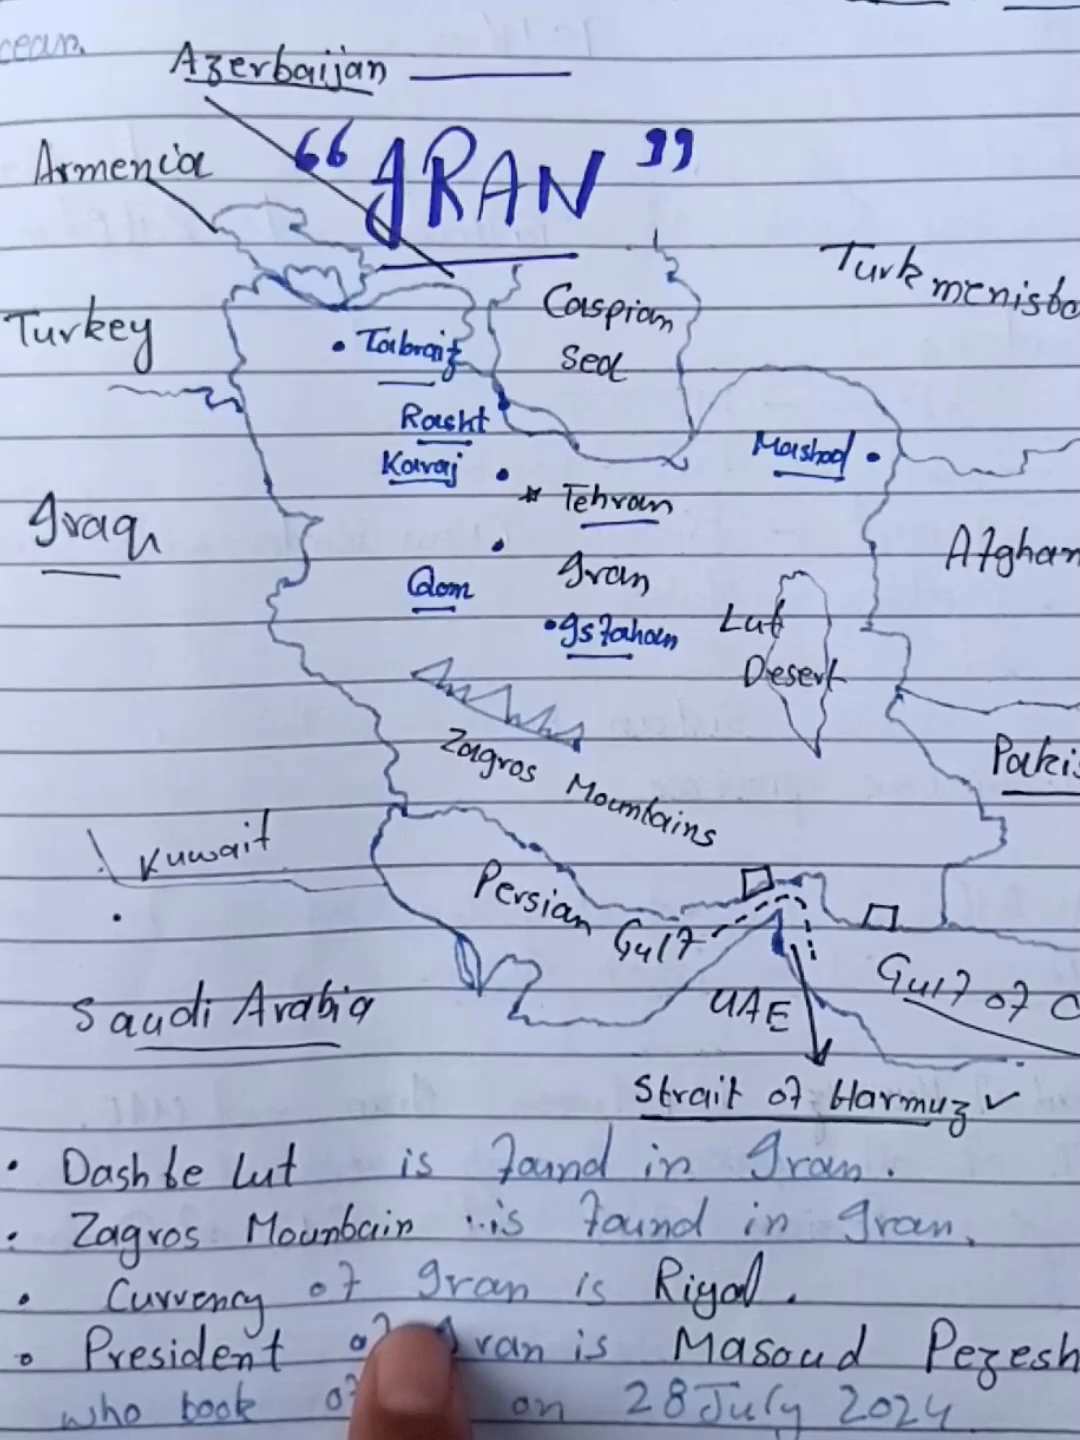 cean.
Azerbaijan
Armenia
“IRAN”
Turkmenista
Caspian
Sea
Turkey
Tabraiz
Rasht
Karaj
Mashad
Tehran
Iraq
Iran
Afghan
Qom
Isfahan
Lut
Desert
Zagros Mountains
Pakis
Kuwait
Persian Gulf
Gulf of O
UAE
Saudi Arabia
Strait of Harmuz ✓
• Dashte Lut is found in Iran.
• Zagros Mountain is found in Iran.
• Currency of Iran is Riyal.
• President of Iran is Masoud Pezesh
who took on 28 July 2024